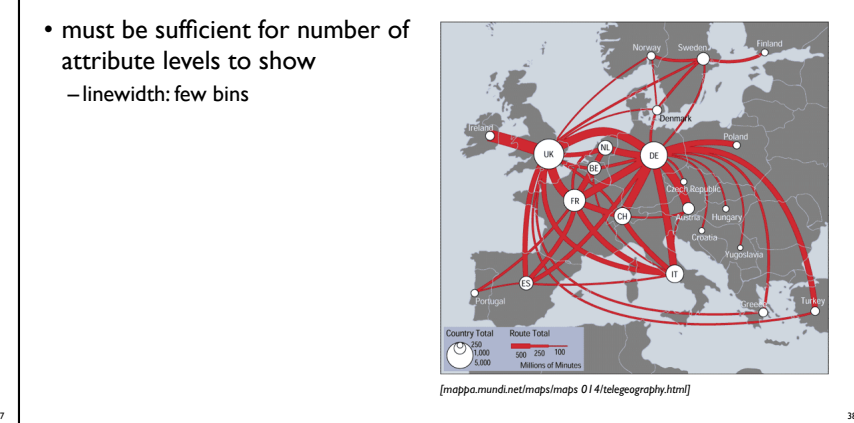 • must be sufficient for number of
attribute levels to show
– linewidth: few bins
Norway
Sweden
Finland
Denmark
Ireland
UK
NL
DE
Poland
BE
Czech Republic
FR
CH
Austria
Hungary
Croatia
Yugoslavia
IT
ES
Portugal
Greece
Turkey
Country Total
250
1,000
5,000
Route Total
500 250 100
Millions of Minutes
[mappa.mundi.net/maps/maps 014/telegeography.html]
7